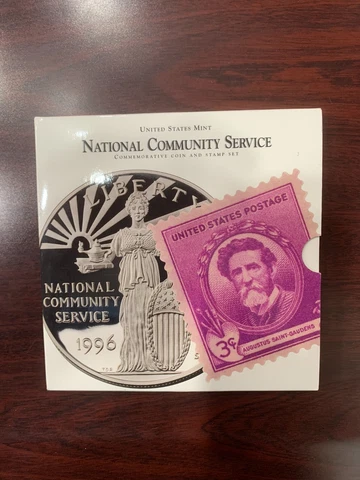 UNITED STATES MINT
NATIONAL COMMUNITY SERVICE
COMMEMORATIVE COIN AND STAMP SET
LIBERTY
NATIONAL
COMMUNITY
SERVICE
1996
UNITED STATES POSTAGE
3¢
AUGUSTUS SAINT-GAUDENS